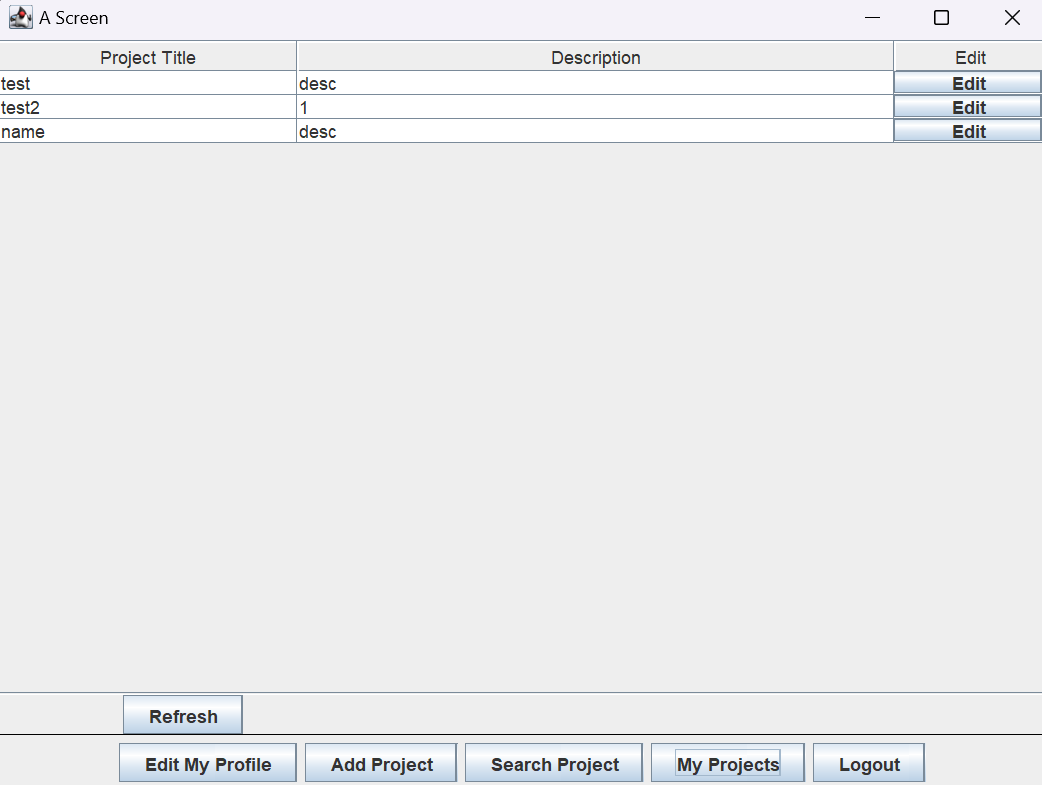 A Screen
Project Title Description Edit
test desc Edit
test2 1 Edit
name desc Edit
Refresh
Edit My Profile Add Project Search Project My Projects Logout